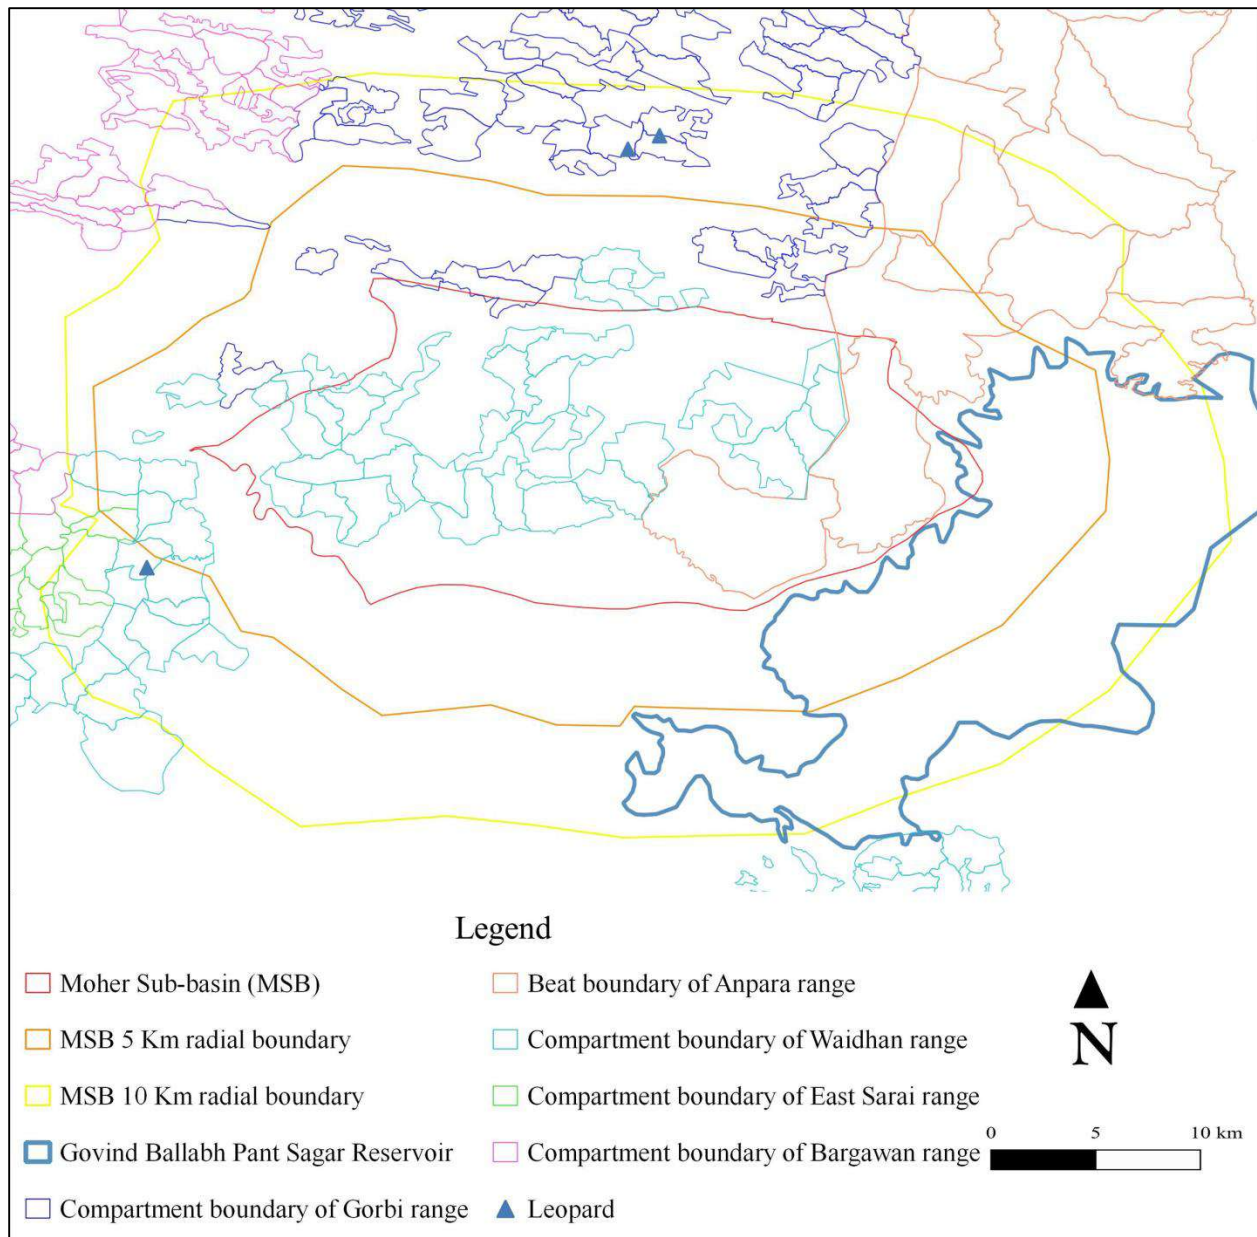 Legend
Moher Sub-basin (MSB)
MSB 5 Km radial boundary
MSB 10 Km radial boundary
Govind Ballabh Pant Sagar Reservoir
Compartment boundary of Gorbi range
Beat boundary of Anpara range
Compartment boundary of Waidhan range
Compartment boundary of East Sarai range
Compartment boundary of Bargawan range
Leopard
N
0 5 10 km